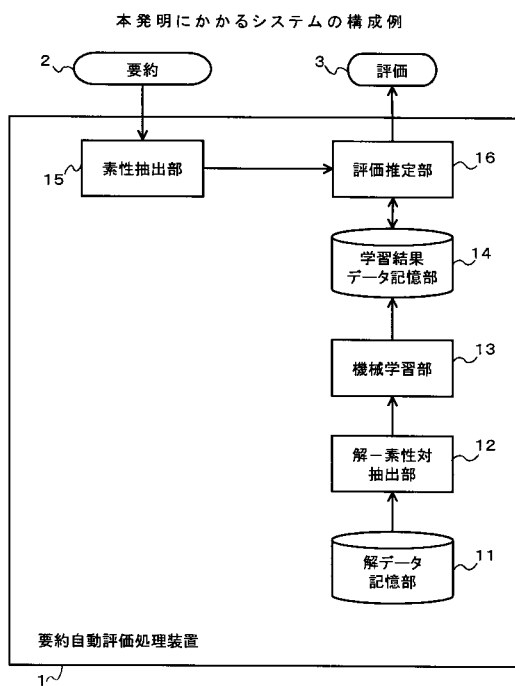 本発明にかかるシステムの構成例
2
要約
3
評価
素性抽出部
15
評価推定部
16
学習結果
データ記憶部
14
機械学習部
13
解－素性対
抽出部
12
解データ
記憶部
11
要約自動評価処理装置
1